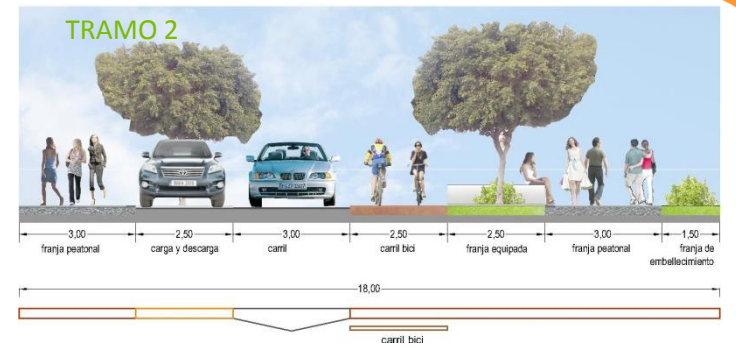 TRAMO 2
3,00 2,50 3,00 2,50 2,50 3,00 1,50
franja peatonal carga y descarga carril carril bici franja equipada franja peatonal franja de
embellecimiento
18,00
carril bici